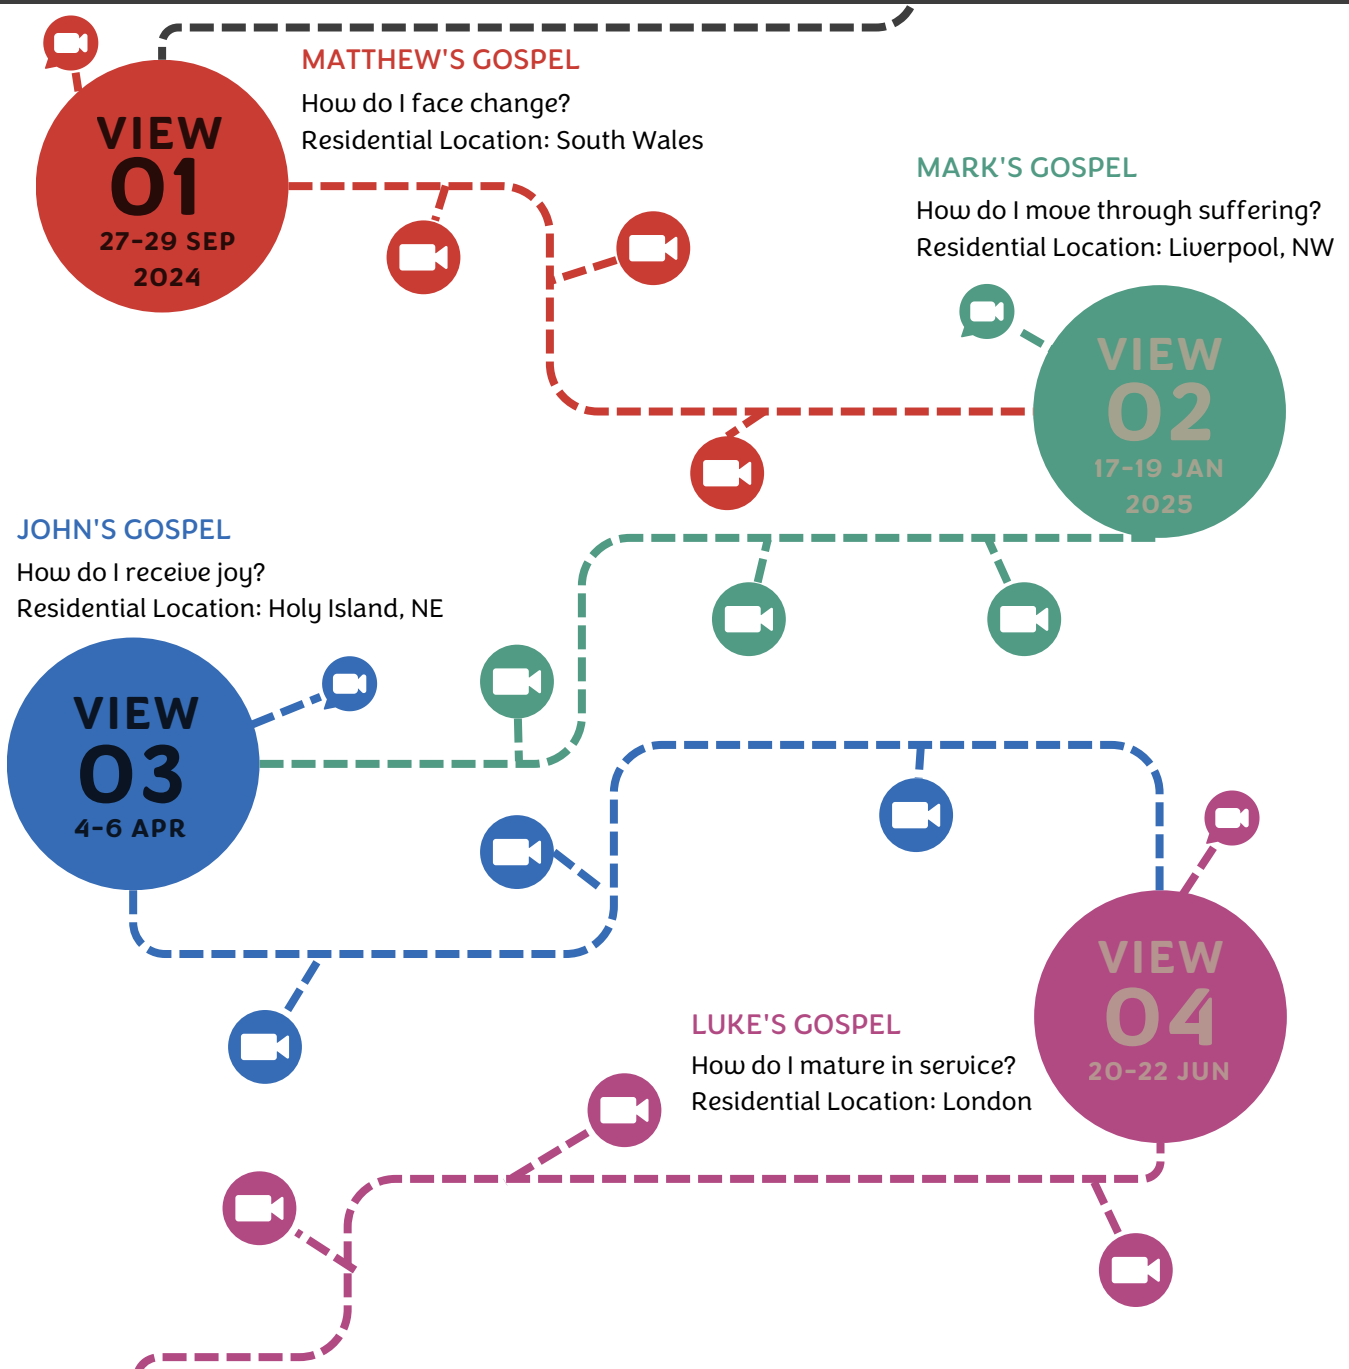 MATTHEW'S GOSPEL
How do I face change?
Residential Location: South Wales
VIEW
01
27-29 SEP
2024
MARK'S GOSPEL
How do I move through suffering?
Residential Location: Liverpool, NW
VIEW
02
17-19 JAN
2025
JOHN'S GOSPEL
How do I receive joy?
Residential Location: Holy Island, NE
VIEW
03
4-6 APR
LUKE'S GOSPEL
How do I mature in service?
Residential Location: London
VIEW
04
20-22 JUN